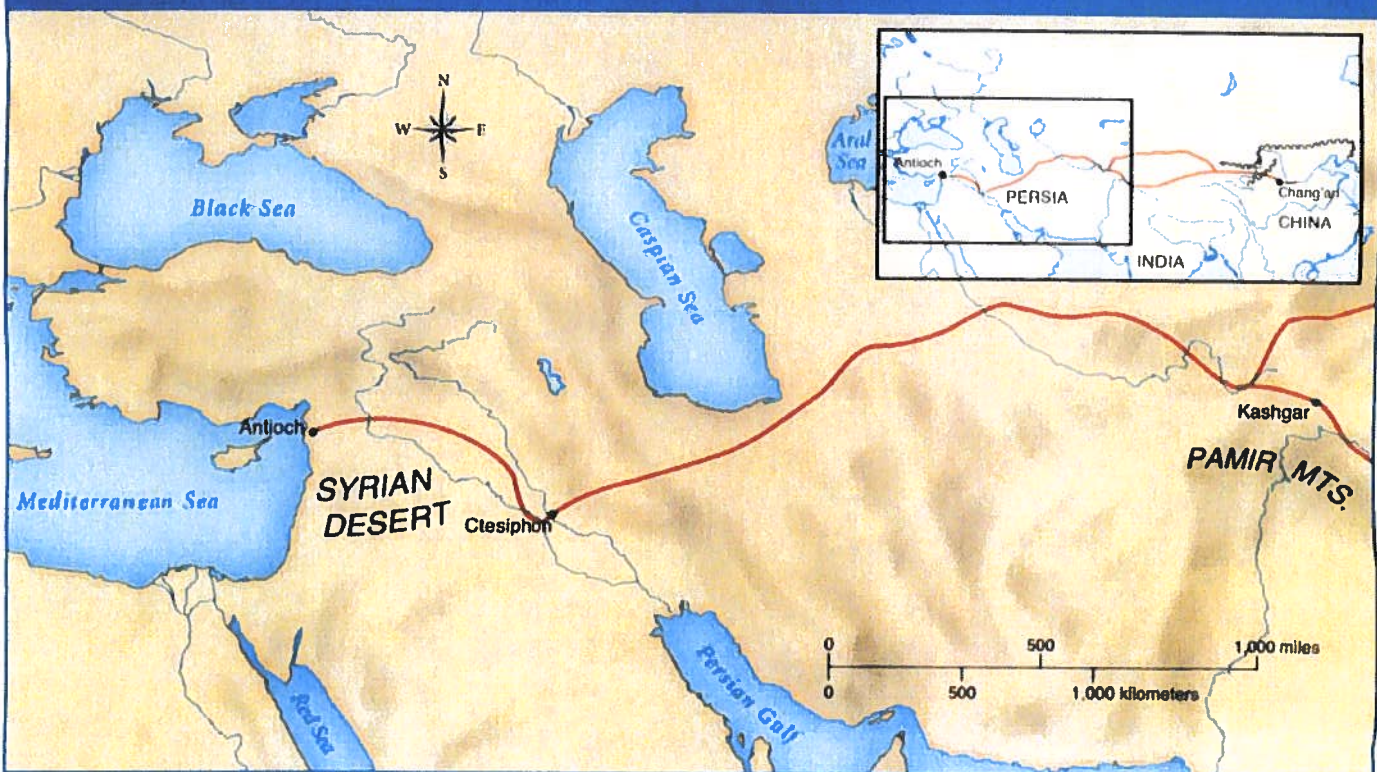 N
W E
S
Black Sea
Caspian Sea
Aral
Sea
Antioch
PERSIA
Chang'an
CHINA
INDIA
Antioch
Mediterranean Sea
SYRIAN
DESERT
Ctesiphon
Kashgar
PAMIR MTS.
Red Sea
Persian Gulf
0 500 1,000 miles
0 500 1,000 kilometers